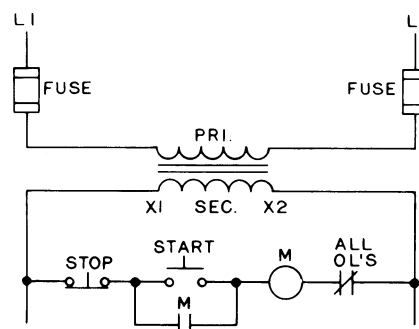 L1 L
FUSE FUSE
PRI.
X1 SEC. X2
STOP START M ALL OL'S
M